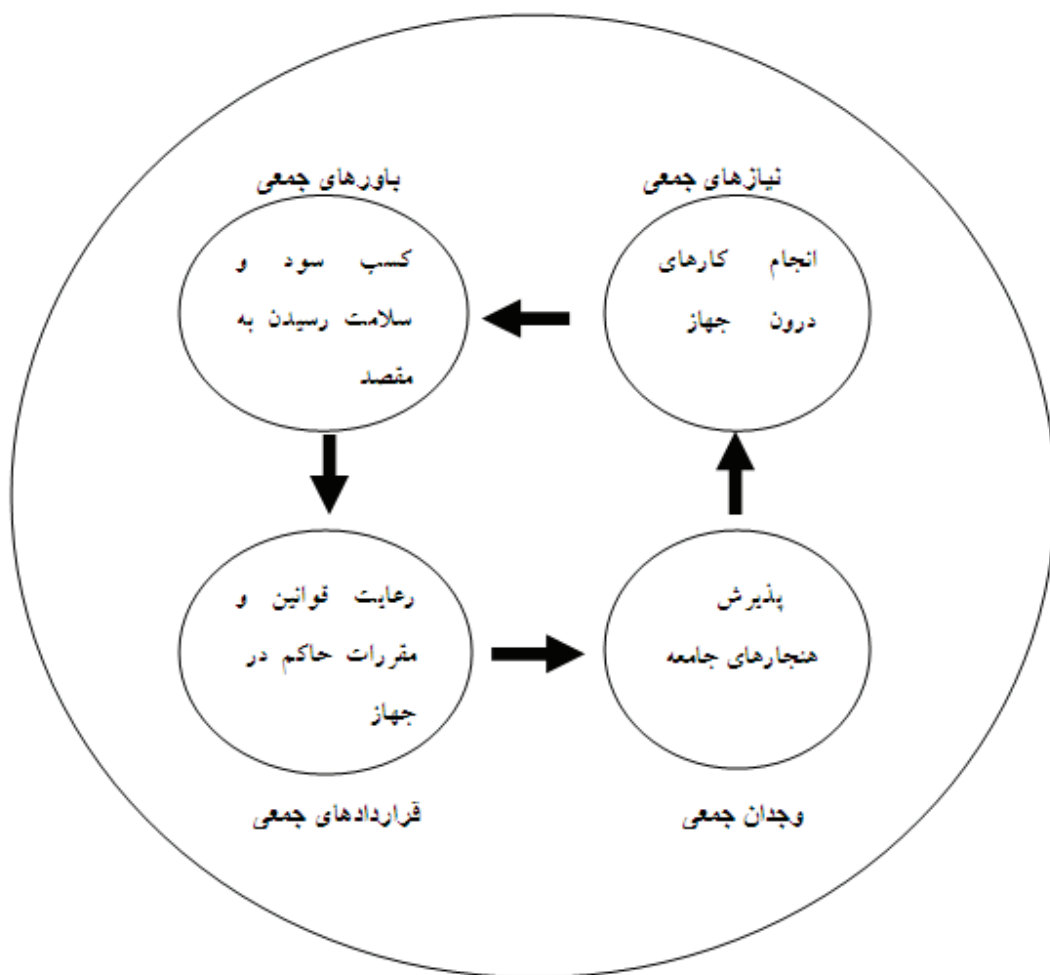 نیازهای جمعی
انجام کارهای
درون جهاز
باورهای جمعی
کسب سود و
سلامت رسیدن به
مقصد
قراردادهای جمعی
رعایت قوانین و
مقررات حاکم در
جهاز
وجدان جمعی
پذیرش
هنجارهای جامعه